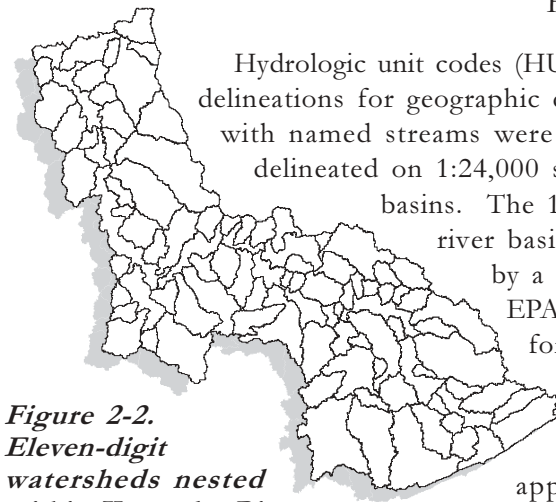 Hydrologic unit codes (HU
delineations for geographic
with named streams were
delineated on 1:24,000 s
basins. The 1
river basi
by a
EPA
fo
app
Figure 2-2.
Eleven-digit
watersheds nested